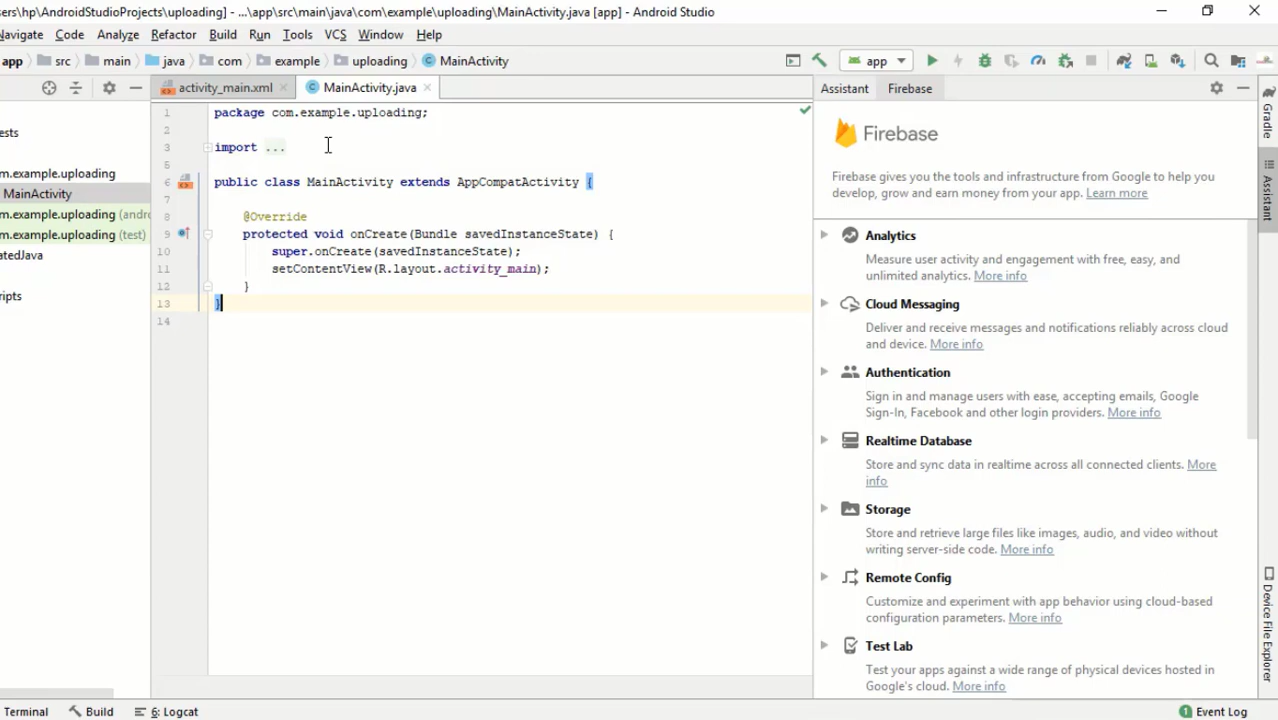 ers\hp\AndroidStudioProjects\uploading] - ...\app\src\main\java\com\example\uploading\MainActivity.java [app] - Android Studio
Navigate Code Analyze Refactor Build Run Tools VCS Window Help
app src main java com example uploading MainActivity app
activity_main.xml MainActivity.java
ests
m.example.uploading
MainActivity
m.example.uploading (andro
m.example.uploading (test)
atedJava
ripts
1 package com.example.uploading;
2
3 import ...
5
6 public class MainActivity extends AppCompatActivity {
7
8 @Override
9 protected void onCreate(Bundle savedInstanceState) {
10 super.onCreate(savedInstanceState);
11 setContentView(R.layout.activity_main);
12 }
13 }
14
Assistant Firebase
Firebase
Firebase gives you the tools and infrastructure from Google to help you
develop, grow and earn money from your app. Learn more
Analytics
Measure user activity and engagement with free, easy, and
unlimited analytics. More info
Cloud Messaging
Deliver and receive messages and notifications reliably across cloud
and device. More info
Authentication
Sign in and manage users with ease, accepting emails, Google
Sign-In, Facebook and other login providers. More info
Realtime Database
Store and sync data in realtime across all connected clients. More
info
Storage
Store and retrieve large files like images, audio, and video without
writing server-side code. More info
Remote Config
Customize and experiment with app behavior using cloud-based
configuration parameters. More info
Test Lab
Test your apps against a wide range of physical devices hosted in
Google's cloud. More info
Gradle
Assistant
Device File Explorer
Terminal Build 6: Logcat 1 Event Log